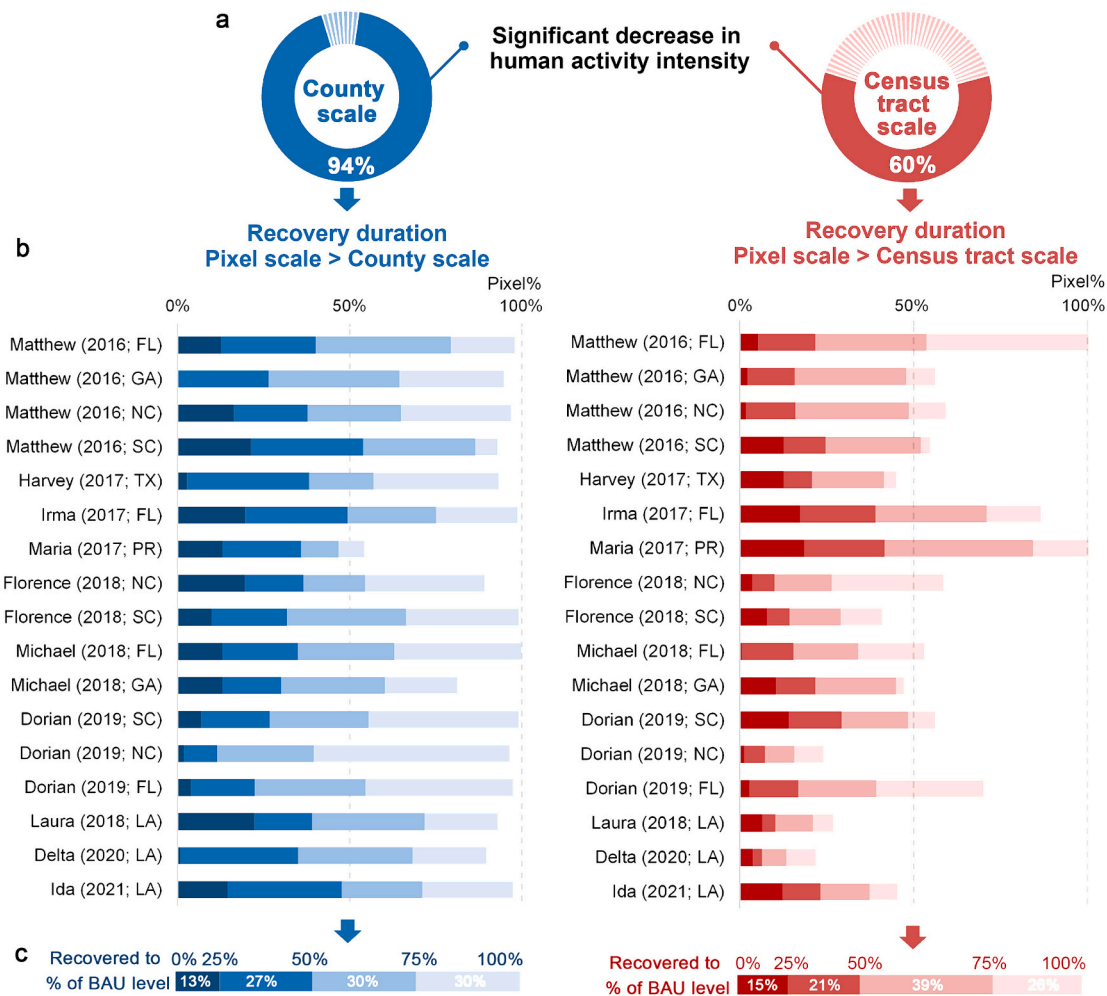 a
Significant decrease in
human activity intensity
County
scale
94%
Census
tract
scale
60%
b
Recovery duration
Pixel scale > County scale
Pixel%
0% 50% 100%
Matthew (2016; FL)
Matthew (2016; GA)
Matthew (2016; NC)
Matthew (2016; SC)
Harvey (2017; TX)
Irma (2017; FL)
Maria (2017; PR)
Florence (2018; NC)
Florence (2018; SC)
Michael (2018; FL)
Michael (2018; GA)
Dorian (2019; SC)
Dorian (2019; NC)
Dorian (2019; FL)
Laura (2018; LA)
Delta (2020; LA)
Ida (2021; LA)
Recovery duration
Pixel scale > Census tract scale
Pixel%
0% 50% 100%
Matthew (2016; FL)
Matthew (2016; GA)
Matthew (2016; NC)
Matthew (2016; SC)
Harvey (2017; TX)
Irma (2017; FL)
Maria (2017; PR)
Florence (2018; NC)
Florence (2018; SC)
Michael (2018; FL)
Michael (2018; GA)
Dorian (2019; SC)
Dorian (2019; NC)
Dorian (2019; FL)
Laura (2018; LA)
Delta (2020; LA)
Ida (2021; LA)
c
Recovered to 0% 25% 50% 75% 100%
% of BAU level 13% 27% 30% 30%
Recovered to 0% 25% 50% 75% 100%
% of BAU level 15% 21% 39% 26%